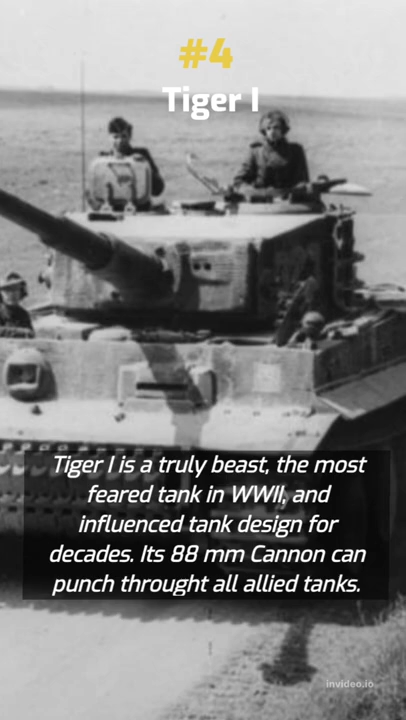 #4
Tiger I
Tiger I is a truly beast, the most
feared tank in WWII, and
influenced tank design for
decades. Its 88 mm Cannon can
punch throught all allied tanks.
invideo.io